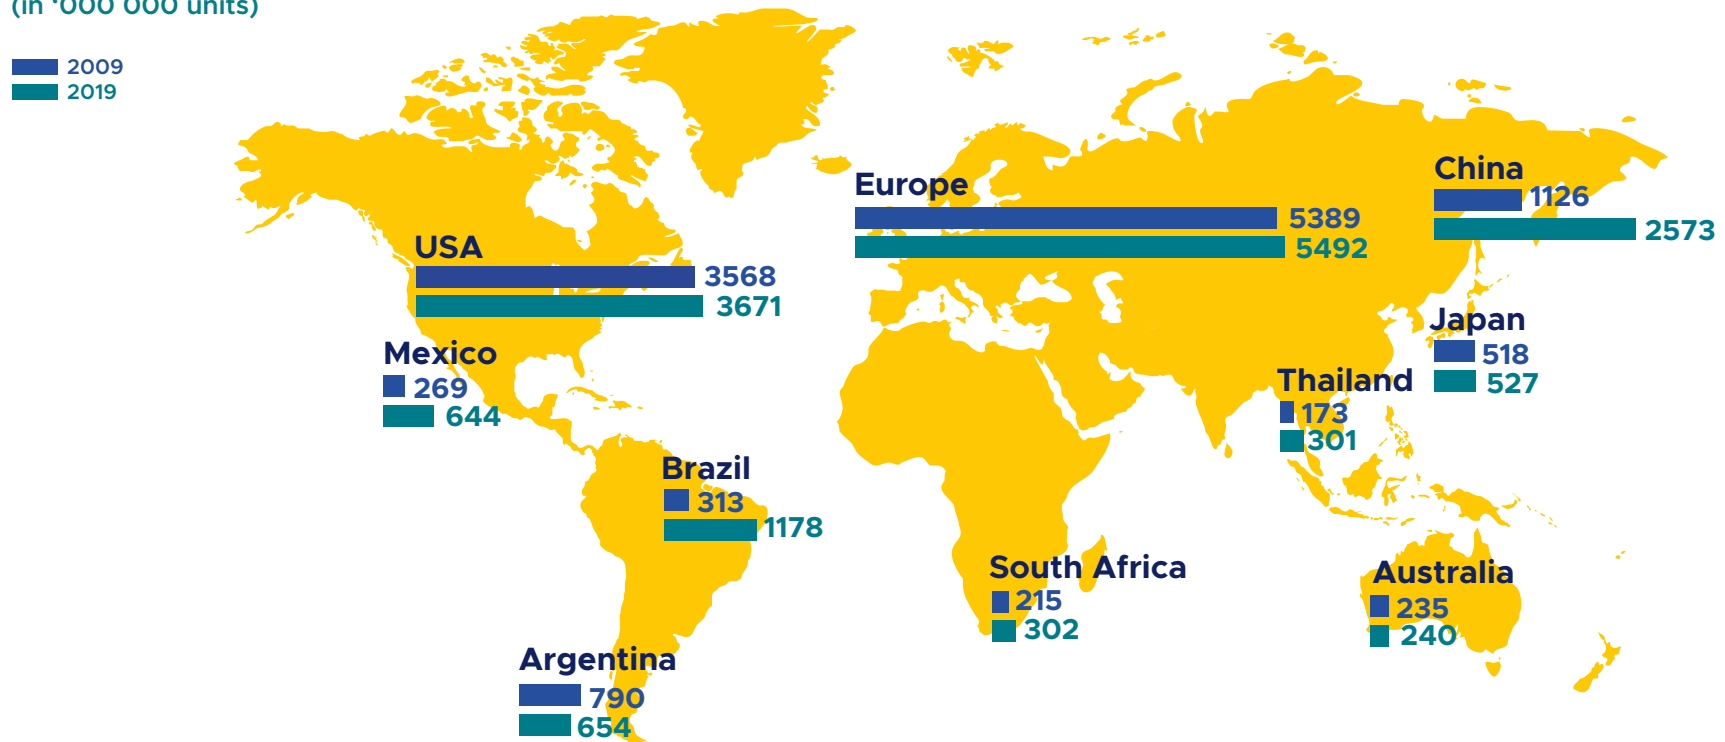 (in ‘000 000 units)
2009
2019
Europe
5389
5492
China
1126
2573
USA
3568
3671
Japan
518
527
Mexico
269
644
Thailand
173
301
Brazil
313
1178
South Africa
215
302
Australia
235
240
Argentina
790
654